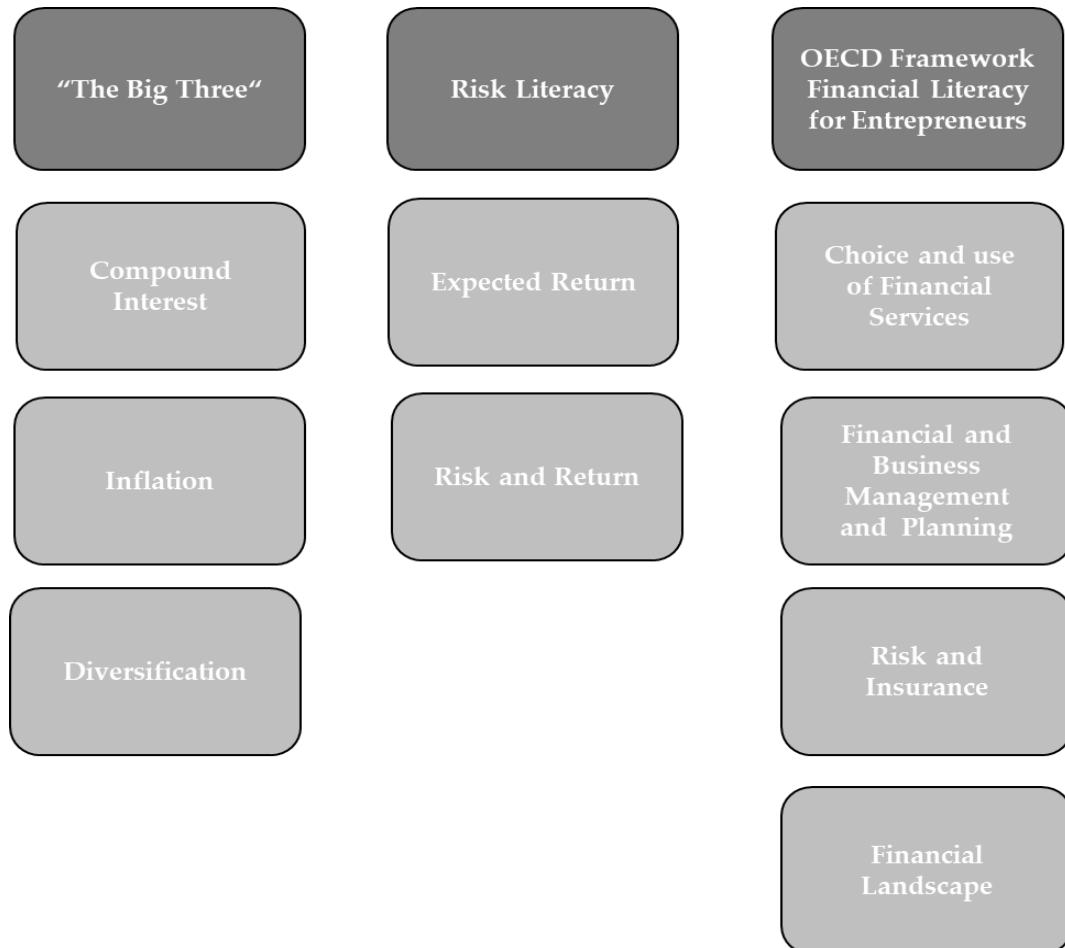 “The Big Three“
Risk Literacy
OECD Framework
Financial Literacy
for Entrepreneurs
Compound
Interest
Expected Return
Choice and use
of Financial
Services
Inflation
Risk and Return
Financial and
Business
Management
and Planning
Diversification
Risk and
Insurance
Financial
Landscape